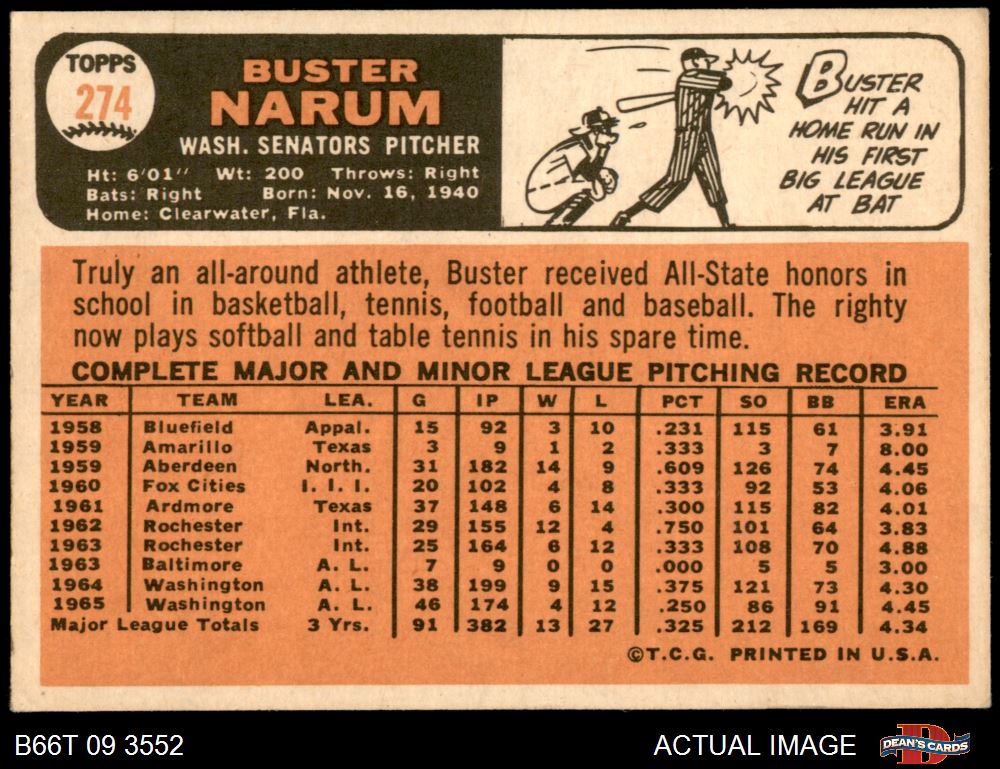 TOPPS
274
BUSTER
NARUM
WASH. SENATORS PITCHER
Ht: 6'01" Wt: 200 Throws: Right
Bats: Right Born: Nov. 16, 1940
Home: Clearwater, Fla.
BUSTER
HIT A
HOME RUN IN
HIS FIRST
BIG LEAGUE
AT BAT
Truly an all-around athlete, Buster received All-State honors in
school in basketball, tennis, football and baseball. The righty
now plays softball and table tennis in his spare time.
COMPLETE MAJOR AND MINOR LEAGUE PITCHING RECORD
YEAR TEAM LEA. G IP W L PCT SO BB ERA
1958 Bluefield Appal. 15 92 3 10 .231 115 61 3.91
1959 Amarillo Texas 3 9 1 2 .333 3 7 8.00
1959 Aberdeen North. 31 182 14 9 .609 126 74 4.45
1960 Fox Cities I. I. I. 20 102 4 8 .333 92 53 4.06
1961 Ardmore Texas 37 148 6 14 .300 115 82 4.01
1962 Rochester Int. 29 155 12 4 .750 101 64 3.83
1963 Rochester Int. 25 164 6 12 .333 108 70 4.88
1963 Baltimore A. L. 7 9 0 0 .000 5 5 3.00
1964 Washington A. L. 38 199 9 15 .375 121 73 4.30
1965 Washington A. L. 46 174 4 12 .250 86 91 4.45
Major League Totals 3 Yrs. 91 382 13 27 .325 212 169 4.34
©T.C.G. PRINTED IN U.S.A.
B66T 09 3552
ACTUAL IMAGE
DEAN'S CARDS